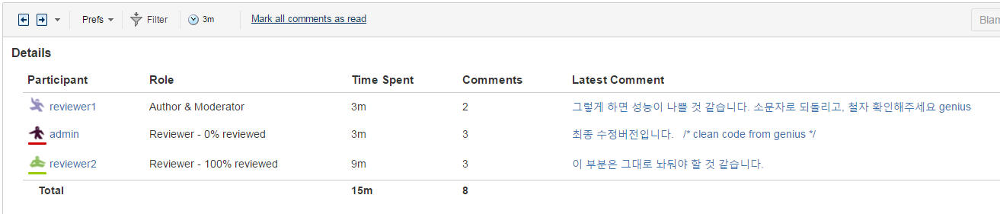 Prefs Filter 3m Mark all comments as read Blam
Details
Participant Role Time Spent Comments Latest Comment
reviewer1 Author & Moderator 3m 2 그렇게 하면 성능이 나쁠 것 같습니다. 소문자로 되돌리고, 철자 확인해주세요 genius
admin Reviewer - 0% reviewed 3m 3 최종 수정버전입니다. /* clean code from genius */
reviewer2 Reviewer - 100% reviewed 9m 3 이 부분은 그대로 놔둬야 할 것 같습니다.
Total 15m 8